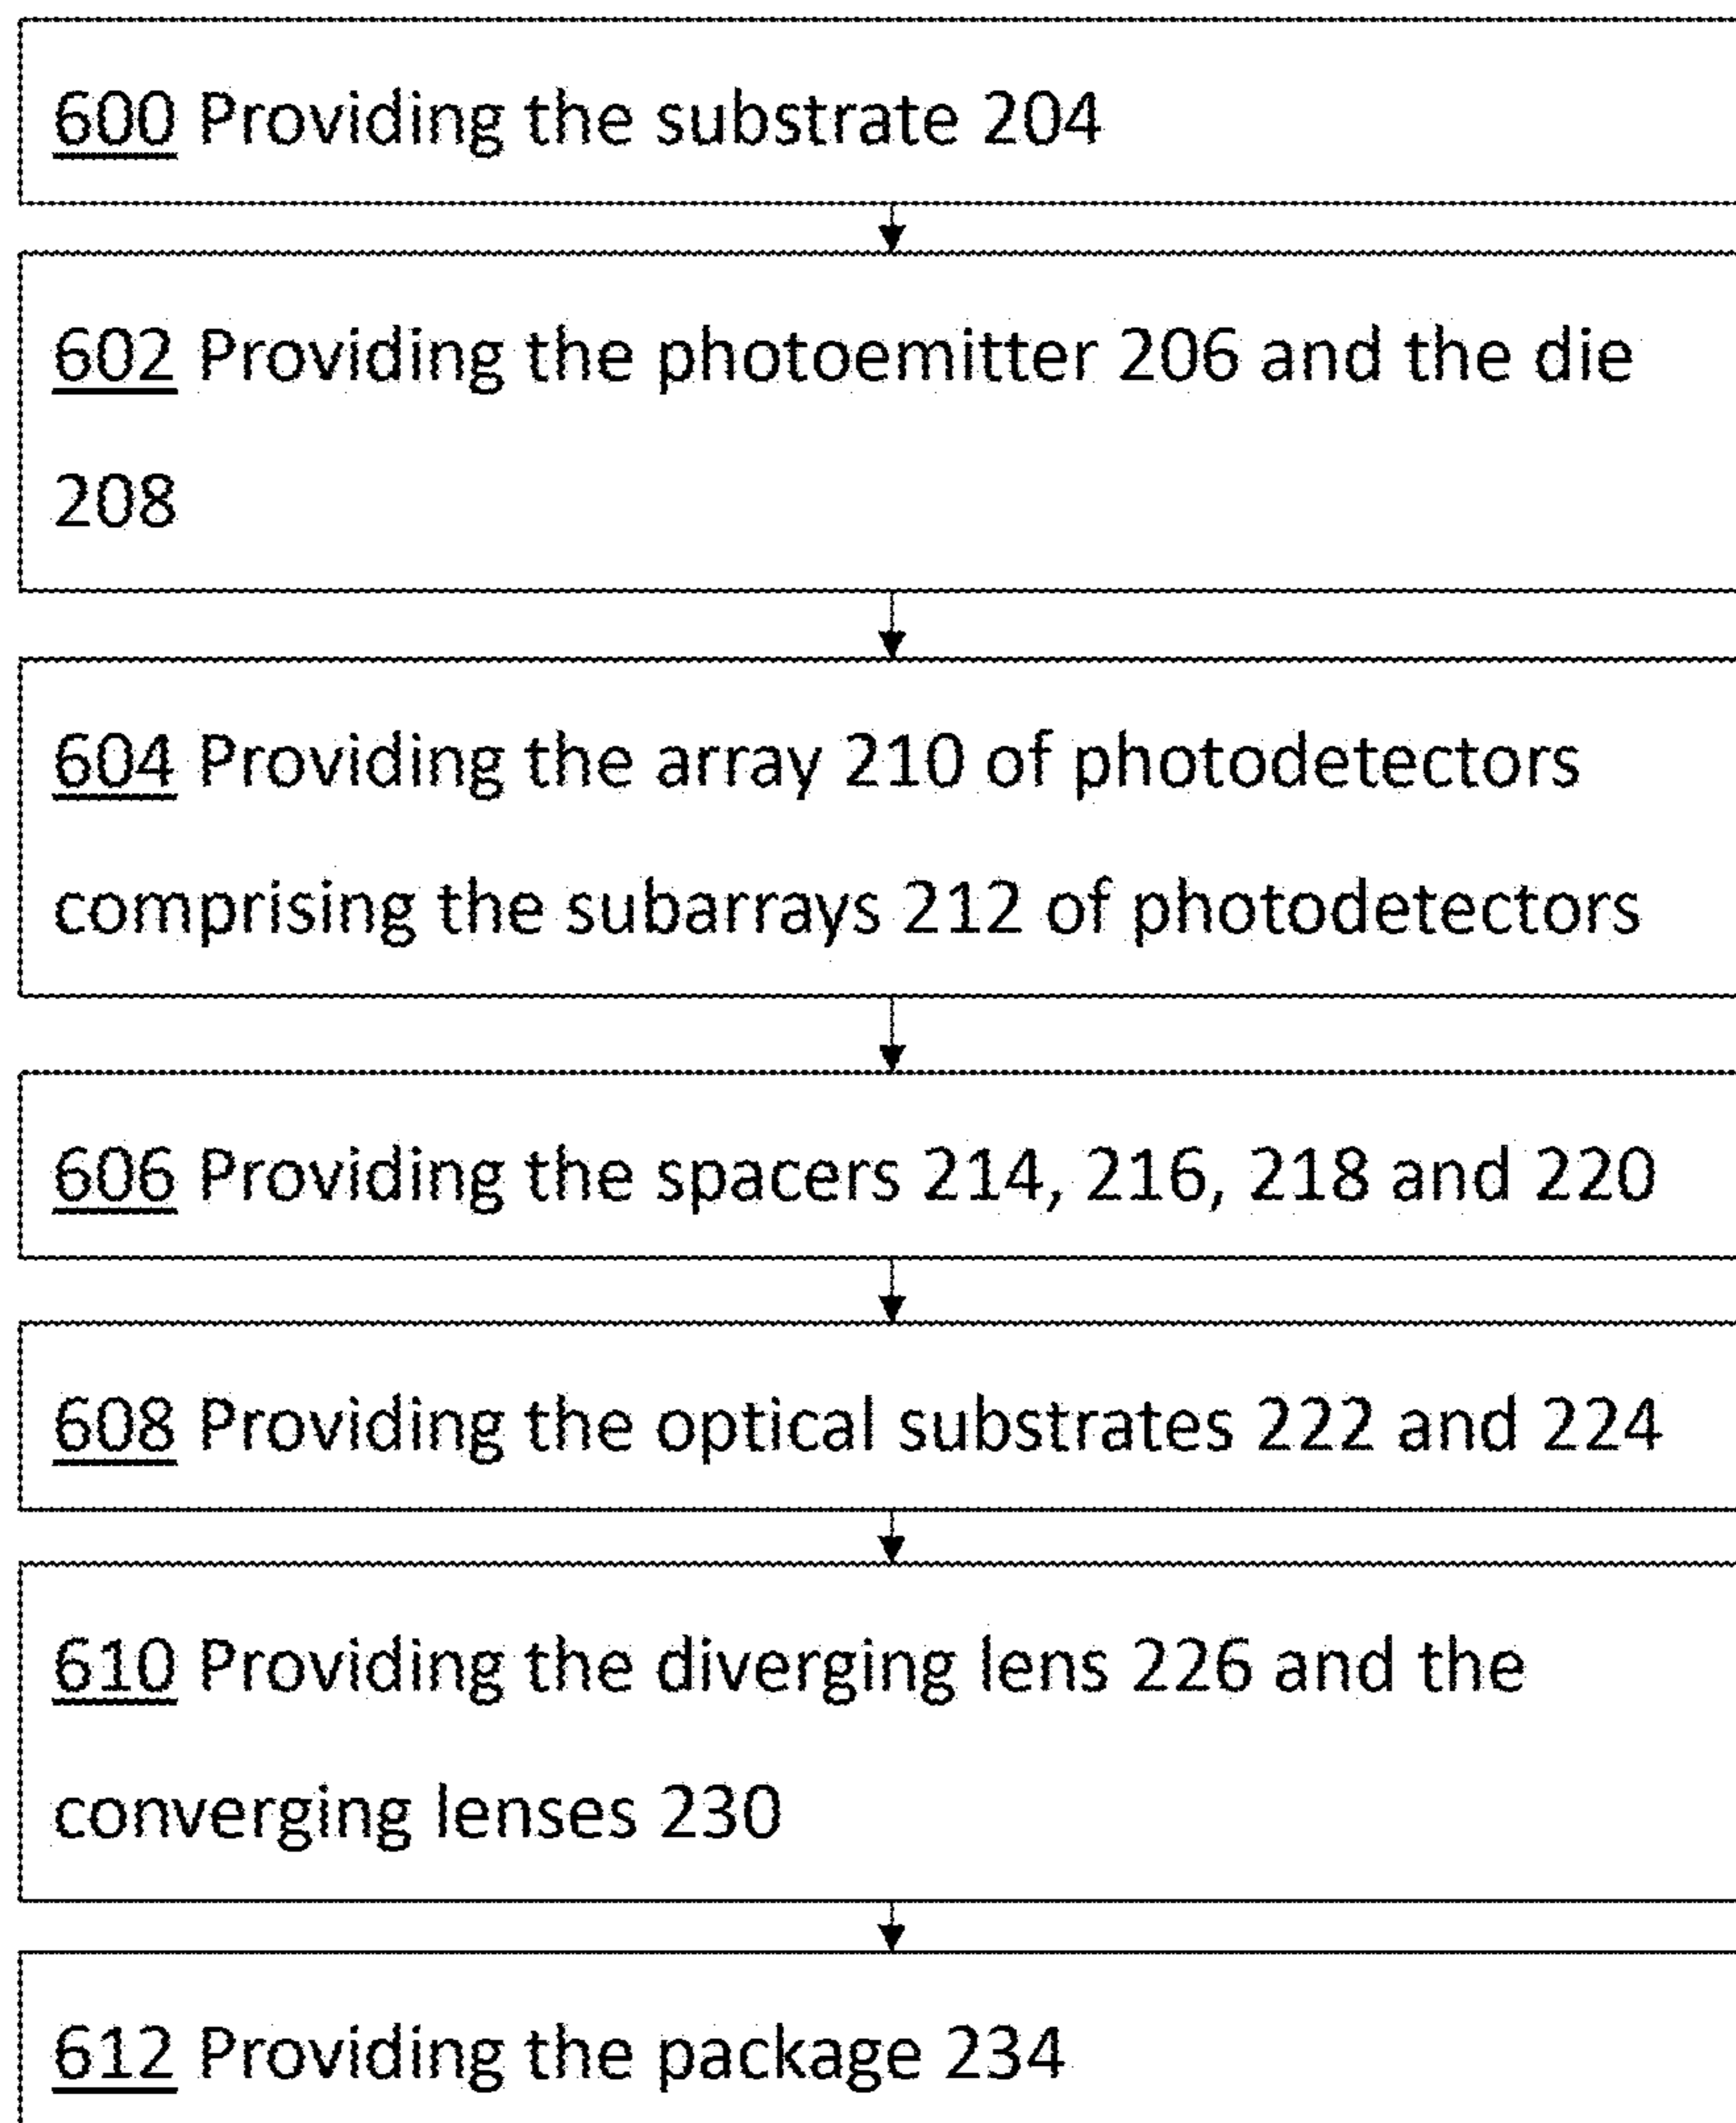 600 Providing the substrate 204
602 Providing the photoemitter 206 and the die
208
604 Providing the array 210 of photodetectors
comprising the subarrays 212 of photodetectors
606 Providing the spacers 214, 216, 218 and 220
608 Providing the optical substrates 222 and 224
610 Providing the diverging lens 226 and the
converging lenses 230
612 Providing the package 234